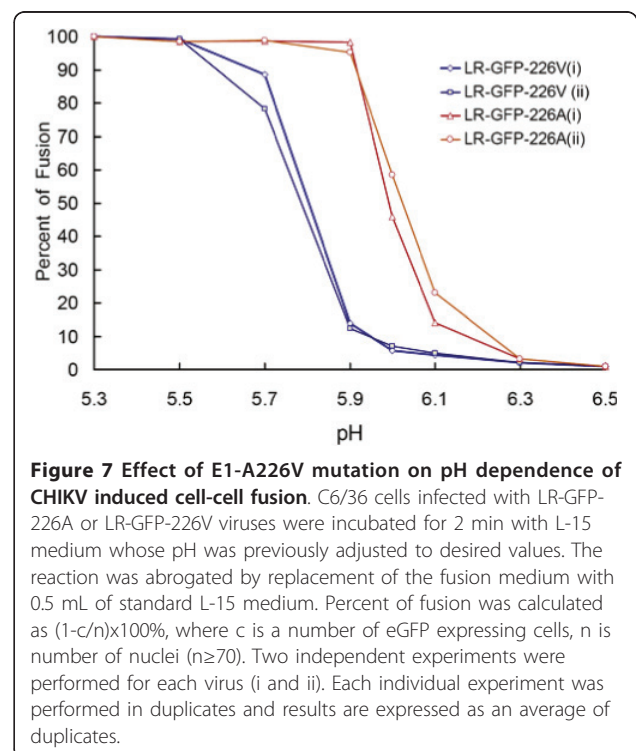 100
90
80
70
60
50
40
30
20
10
0
Percent of Fusion
LR-GFP-226V(i)
LR-GFP-226V (ii)
LR-GFP-226A(i)
LR-GFP-226A(ii)
5.3 5.5 5.7 5.9 6.1 6.3 6.5
pH
Figure 7 Effect of E1-A226V mutation on pH dependence of
CHIKV induced cell-cell fusion. C6/36 cells infected with LR-GFP-
226A or LR-GFP-226V viruses were incubated for 2 min with L-15
medium whose pH was previously adjusted to desired values. The
reaction was abrogated by replacement of the fusion medium with
0.5 mL of standard L-15 medium. Percent of fusion was calculated
as (1-c/n)x100%, where c is a number of eGFP expressing cells, n is
number of nuclei (n≥70). Two independent experiments were
performed for each virus (i and ii). Each individual experiment was
performed in duplicates and results are expressed as an average of
duplicates.